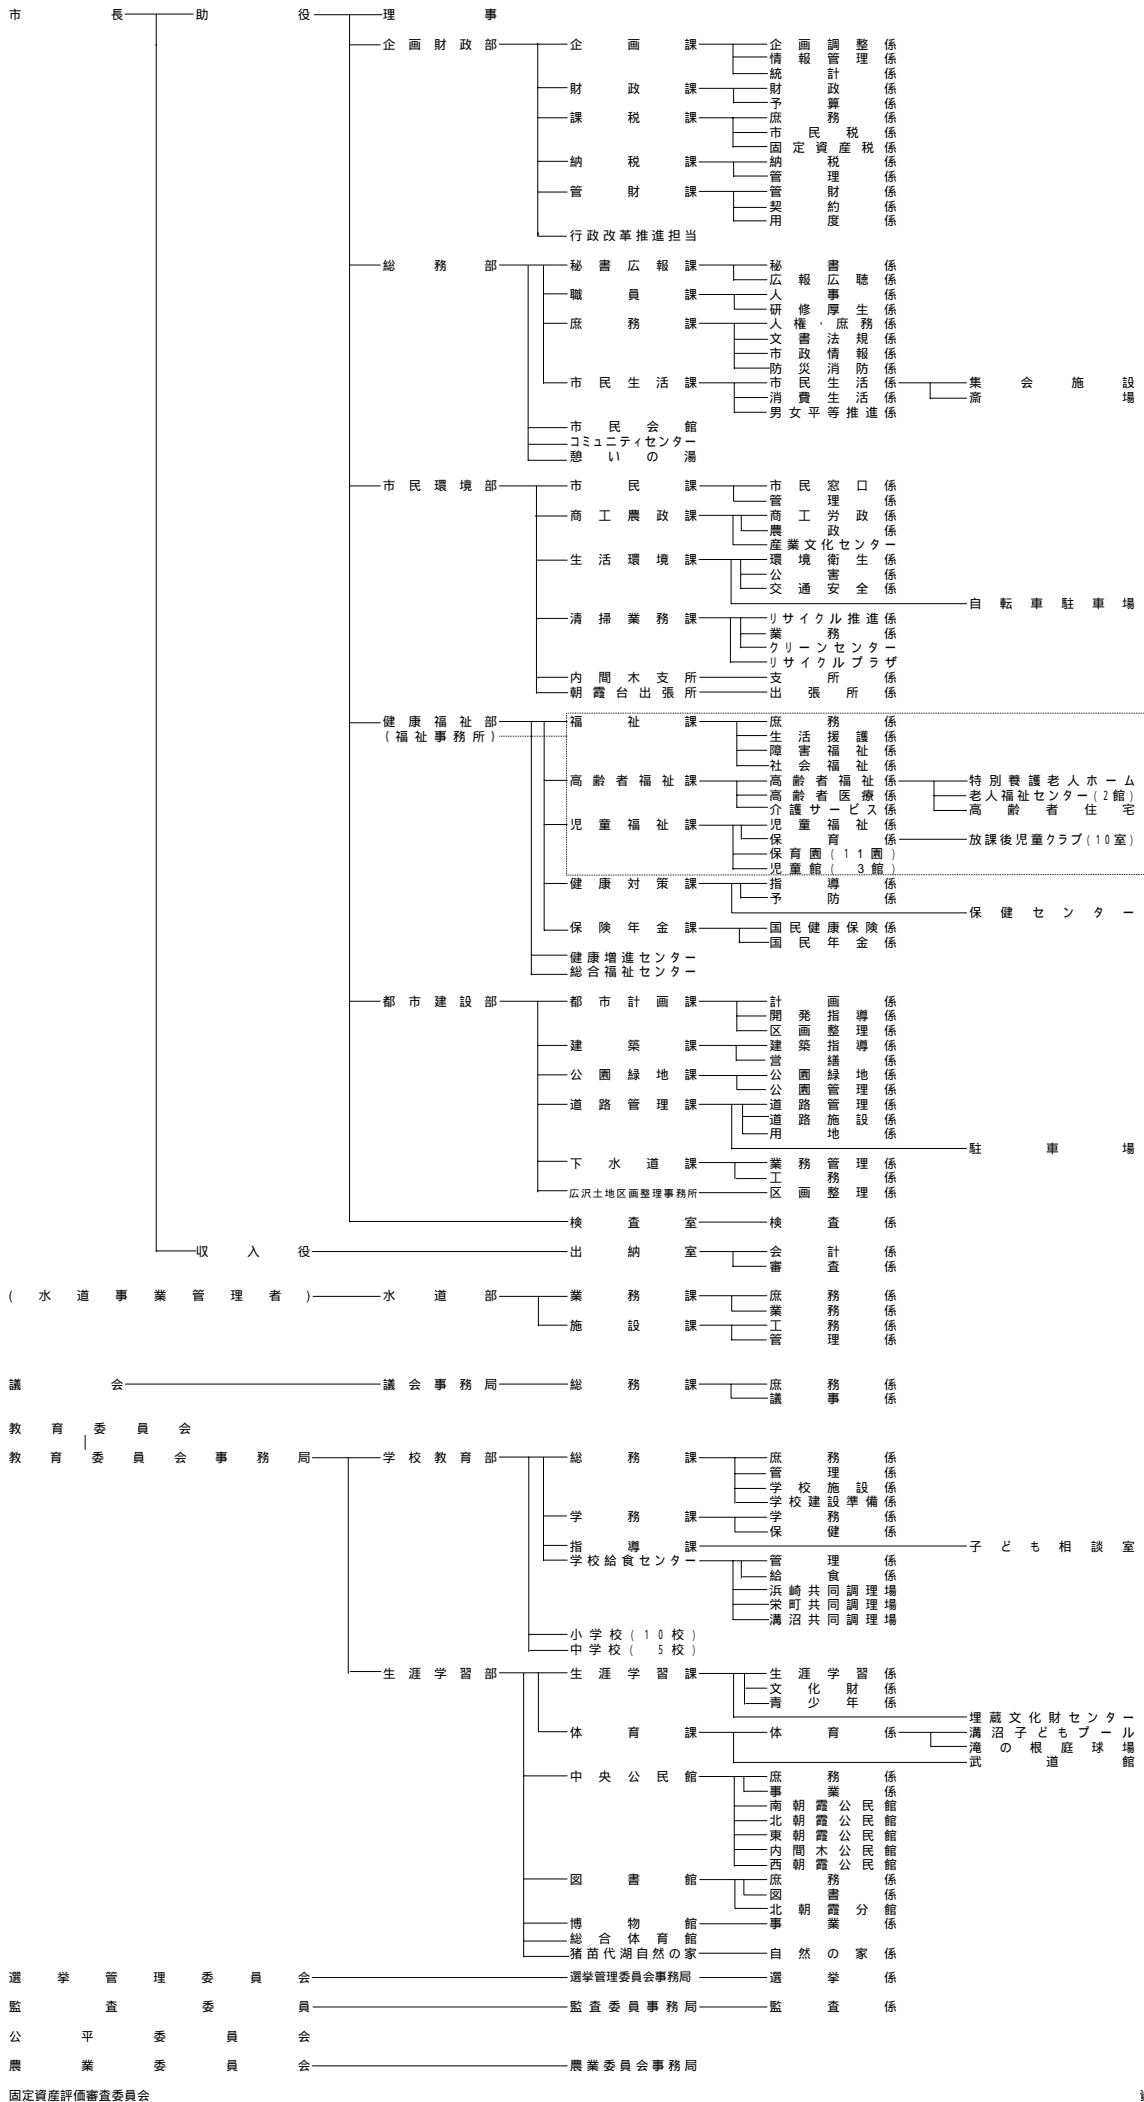 市長 助役 理事
企画財政部 企画課 企画調整係
情報管理係
統計係
財政課 財政係
予算係
課税課 庶務係
市民税係
固定資産税係
納税課 納税係
管理係
管財課 管財係
契約係
用度係
行政改革推進担当
総務部 秘書広報課 秘書係
広報広聴係
職員課 人事係
研修厚生係
庶務課 人権・庶務係
文書法規係
市政情報係
防災消防係
市民生活課 市民生活係 集会施設
消費生活係 斎場
男女平等推進係
市民会館
コミュニティセンター
憩いの湯
市民環境部 市民課 市民窓口係
管理係
商工農政課 商工労政係
農政係
産業文化センター
生活環境課 環境衛生係
公害係
交通安全係
自転車駐車場
清掃業務課 リサイクル推進係
業務係
クリーンセンター
リサイクルプラザ
内間木支所 支所係
朝霞台出張所 出張所係
健康福祉部 福祉課 庶務係
(福祉事務所) 生活援護係
障害福祉係
社会福祉係
高齢者福祉課 高齢者福祉係 特別養護老人ホーム
高齢者医療係 老人福祉センター(2館)
介護サービス係 高齢者住宅
児童福祉課 児童福祉係
保育係 放課後児童クラブ(10室)
保育園(11園)
児童館(3館)
健康対策課 指導係
予防係
保健センター
保険年金課 国民健康保険係
国民年金係
健康増進センター
総合福祉センター
都市建設部 都市計画課 計画係
開発指導係
区画整理係
建築課 建築指導係
営繕係
公園緑地課 公園緑地係
公園管理係
道路管理課 道路管理係
道路施設係
用地係
駐車場
下水道課 業務管理係
工務係
広沢土地区画整理事務所 区画整理係
検査室 検査係
収入役 出納室 会計係
審査係
(水道事業管理者) 水道部 業務課 庶務係
業務係
施設課 工務係
管理係
議会 議会事務局 総務課 庶務係
議事係
教育委員会
教育委員会事務局 学校教育部 総務課 庶務係
管理係
学校施設係
学校建設準備係
学務課 学務係
保健係
指導課 子ども相談室
学校給食センター 管理係
給食係
浜崎共同調理場
栄町共同調理場
溝沼共同調理場
小学校(10校)
中学校(5校)
生涯学習部 生涯学習課 生涯学習係
文化財係
青少年係
埋蔵文化財センター
体育課 体育係 溝沼子どもプール
滝の根庭球場
武道館
中央公民館 庶務係
事業係
南朝霞公民館
北朝霞公民館
東朝霞公民館
内間木公民館
西朝霞公民館
図書館 庶務係
図書係
北朝霞分館
博物館 事業係
総合体育館
猪苗代湖自然の家 自然の家係
選挙管理委員会 選挙管理委員会事務局 選挙係
監査委員 監査委員事務局 監査係
公平委員会
農業委員会 農業委員会事務局
固定資産評価審査委員会